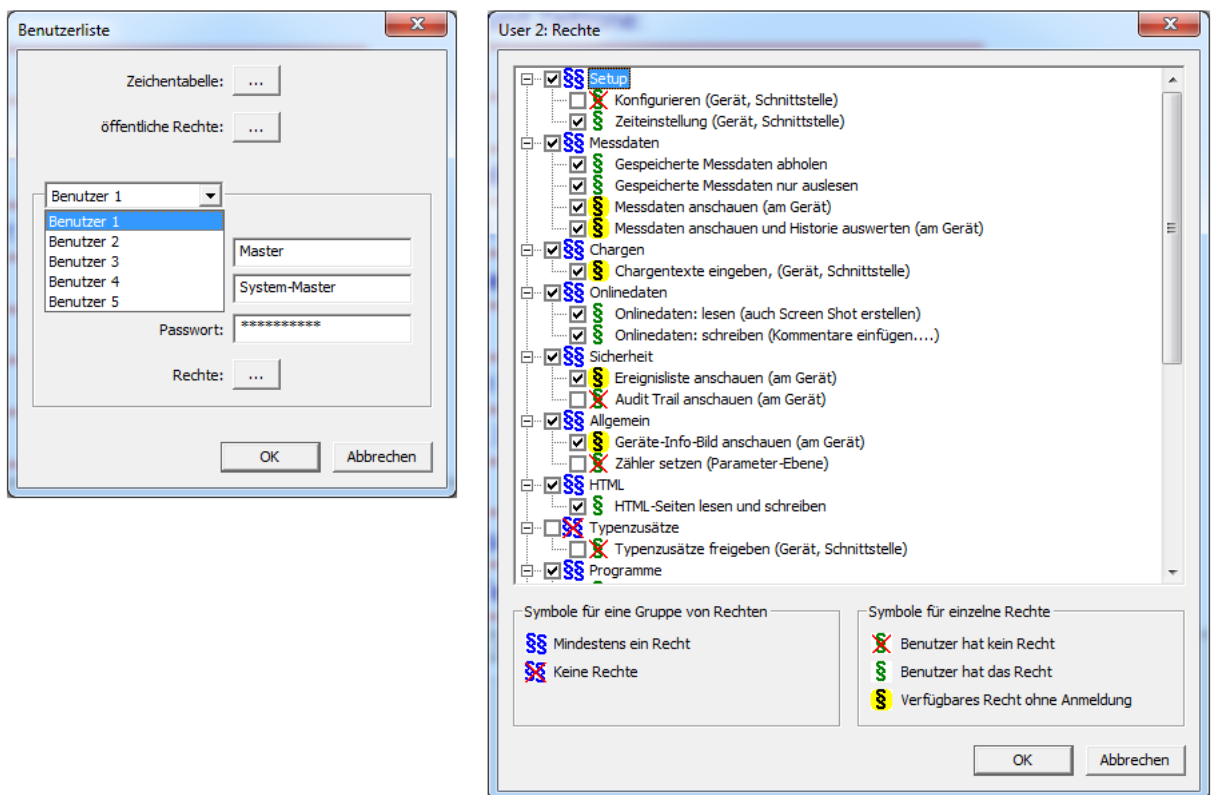 Benutzerliste
Zeichentabelle:
...
öffentliche Rechte:
...
Benutzer 1
Benutzer 1
Benutzer 2
Benutzer 3
Benutzer 4
Benutzer 5
Master
System-Master
Passwort:
**********
Rechte:
...
OK
Abbrechen
User 2: Rechte
§§ Setup
§ Konfigurieren (Gerät, Schnittstelle)
§ Zeiteinstellung (Gerät, Schnittstelle)
§§ Messdaten
§ Gespeicherte Messdaten abholen
§ Gespeicherte Messdaten nur auslesen
§ Messdaten anschauen (am Gerät)
§ Messdaten anschauen und Historie auswerten (am Gerät)
§§ Chargen
§ Chargentexte eingeben, (Gerät, Schnittstelle)
§§ Onlinedaten
§ Onlinedaten: lesen (auch Screen Shot erstellen)
§ Onlinedaten: schreiben (Kommentare einfügen....)
§§ Sicherheit
§ Ereignisliste anschauen (am Gerät)
§ Audit Trail anschauen (am Gerät)
§§ Allgemein
§ Geräte-Info-Bild anschauen (am Gerät)
§ Zähler setzen (Parameter-Ebene)
§§ HTML
§ HTML-Seiten lesen und schreiben
§§ Typenzusätze
§ Typenzusätze freigeben (Gerät, Schnittstelle)
§§ Programme
Symbole für eine Gruppe von Rechten
§§ Mindestens ein Recht
§§ Keine Rechte
Symbole für einzelne Rechte
§ Benutzer hat kein Recht
§ Benutzer hat das Recht
§ Verfügbares Recht ohne Anmeldung
OK
Abbrechen